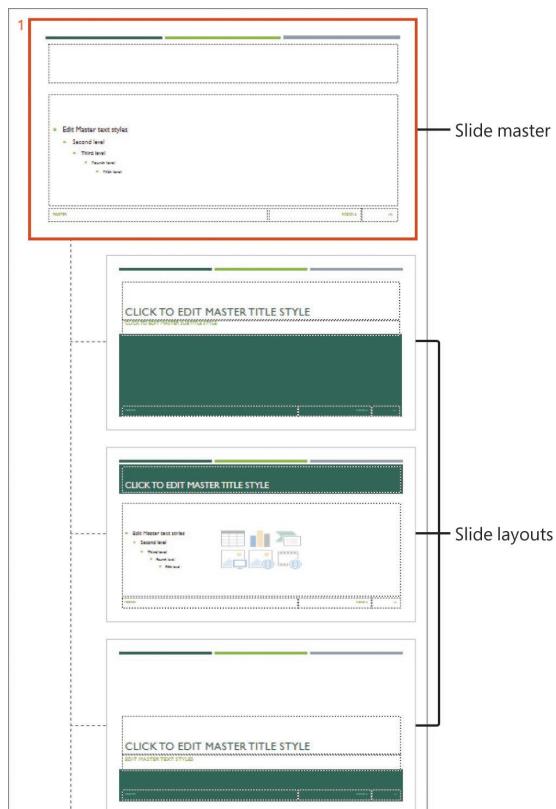 1
Edit Master text styles
Second level
Third level
Fourth level
Fifth level
Slide master
CLICK TO EDIT MASTER TITLE STYLE
CLICK TO EDIT MASTER SUBTITLE STYLE
Slide layouts
CLICK TO EDIT MASTER TITLE STYLE
Edit Master text styles
Second level
Third level
Fourth level
Fifth level
CLICK TO EDIT MASTER TITLE STYLE
EDIT MASTER TEXT STYLES